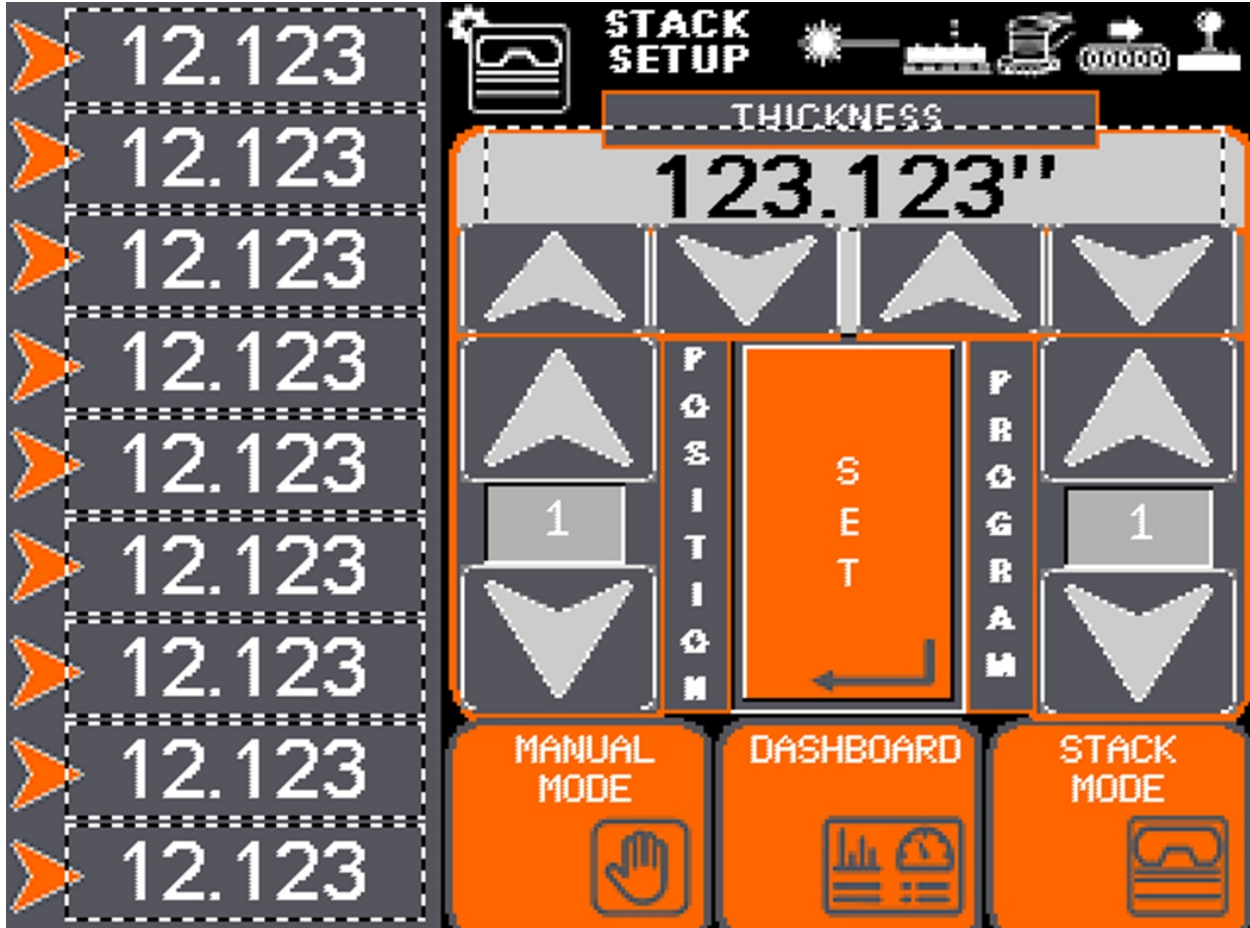 12.123
12.123
12.123
12.123
12.123
12.123
12.123
12.123
12.123
STACK
SETUP
THICKNESS
123.123"
POSITION
1
SET
PROGRAM
1
MANUAL
MODE
DASHBOARD
STACK
MODE